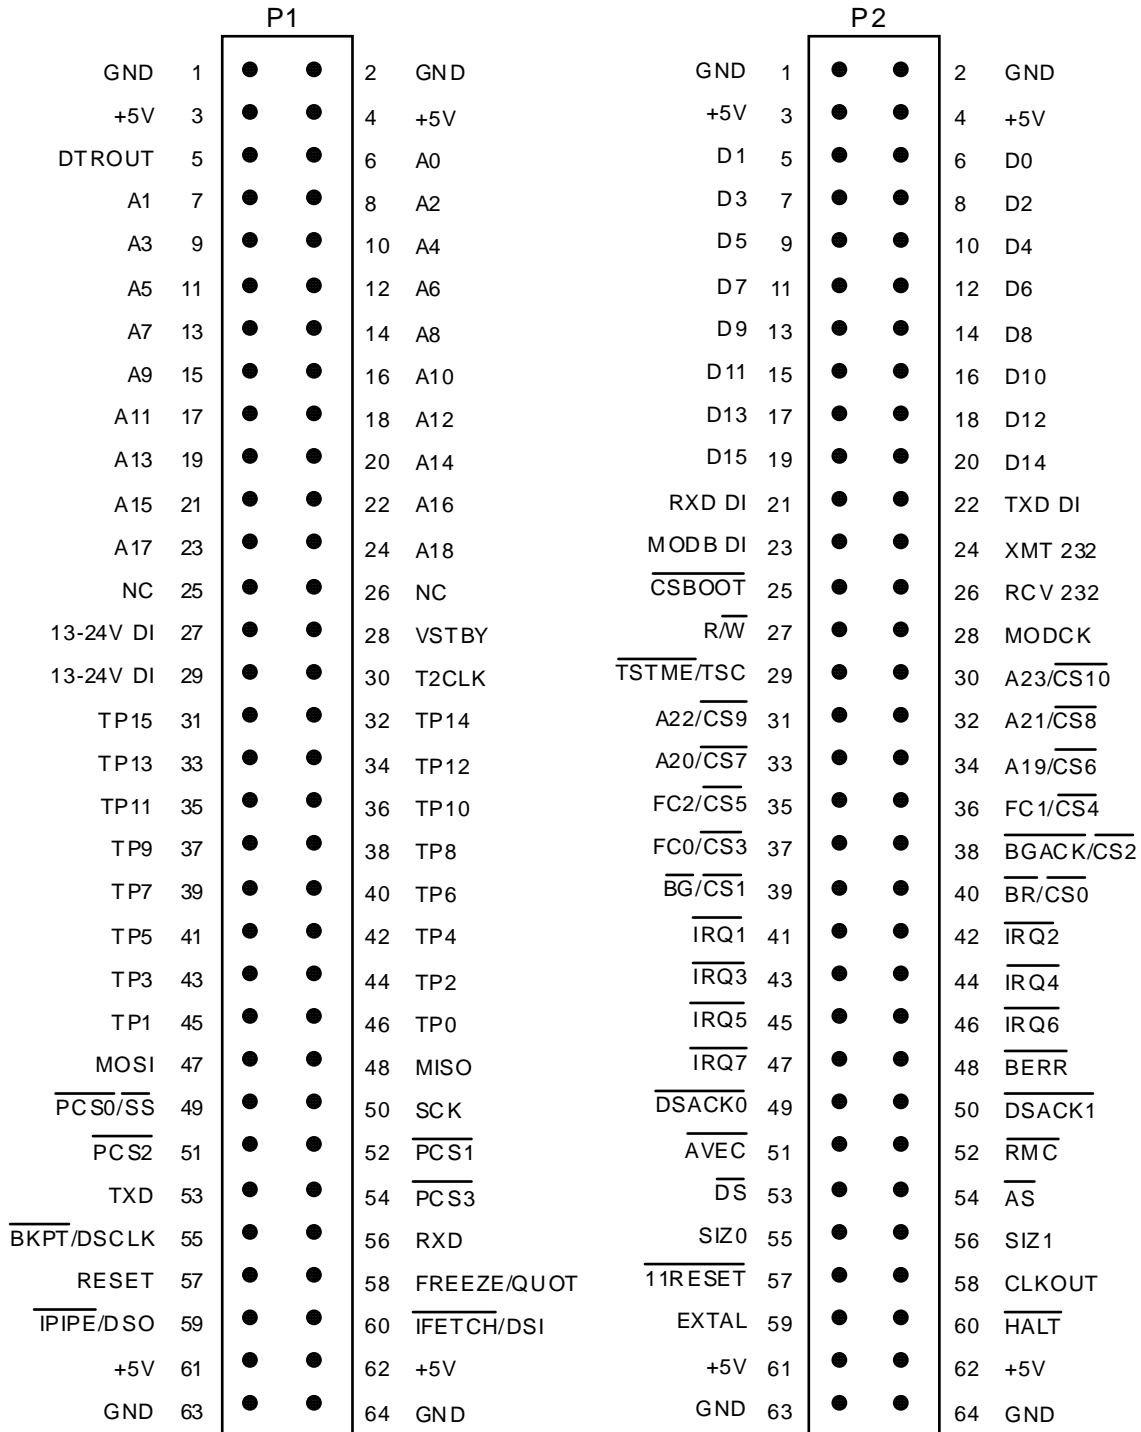 P1 P2
GND 1 2 GND GND 1 2 GND
+5V 3 4 +5V +5V 3 4 +5V
DTROUT 5 6 A0 D1 5 6 D0
A1 7 8 A2 D3 7 8 D2
A3 9 10 A4 D5 9 10 D4
A5 11 12 A6 D7 11 12 D6
A7 13 14 A8 D9 13 14 D8
A9 15 16 A10 D11 15 16 D10
A11 17 18 A12 D13 17 18 D12
A13 19 20 A14 D15 19 20 D14
A15 21 22 A16 RXD DI 21 22 TXD DI
A17 23 24 A18 MODB DI 23 24 XMT 232
NC 25 26 NC CSBOOT 25 26 RCV 232
13-24V DI 27 28 VSTBY R/W 27 28 MODCK
13-24V DI 29 30 T2CLK TSTME/TSC 29 30 A23/CS10
TP15 31 32 TP14 A22/CS9 31 32 A21/CS8
TP13 33 34 TP12 A20/CS7 33 34 A19/CS6
TP11 35 36 TP10 FC2/CS5 35 36 FC1/CS4
TP9 37 38 TP8 FC0/CS3 37 38 BGACK/CS2
TP7 39 40 TP6 BG/CS1 39 40 BR/CS0
TP5 41 42 TP4 IRQ1 41 42 IRQ2
TP3 43 44 TP2 IRQ3 43 44 IRQ4
TP1 45 46 TP0 IRQ5 45 46 IRQ6
MOSI 47 48 MISO IRQ7 47 48 BERR
PCS0/SS 49 50 SCK DSACK0 49 50 DSACK1
PCS2 51 52 PCS1 AVEC 51 52 RMC
TXD 53 54 PCS3 DS 53 54 AS
BKPT/DSCLK 55 56 RXD SIZ0 55 56 SIZ1
RESET 57 58 FREEZE/QUOT 11RESET 57 58 CLKOUT
IPIPE/DSO 59 60 IFETCH/DSI EXTAL 59 60 HALT
+5V 61 62 +5V +5V 61 62 +5V
GND 63 64 GND GND 63 64 GND